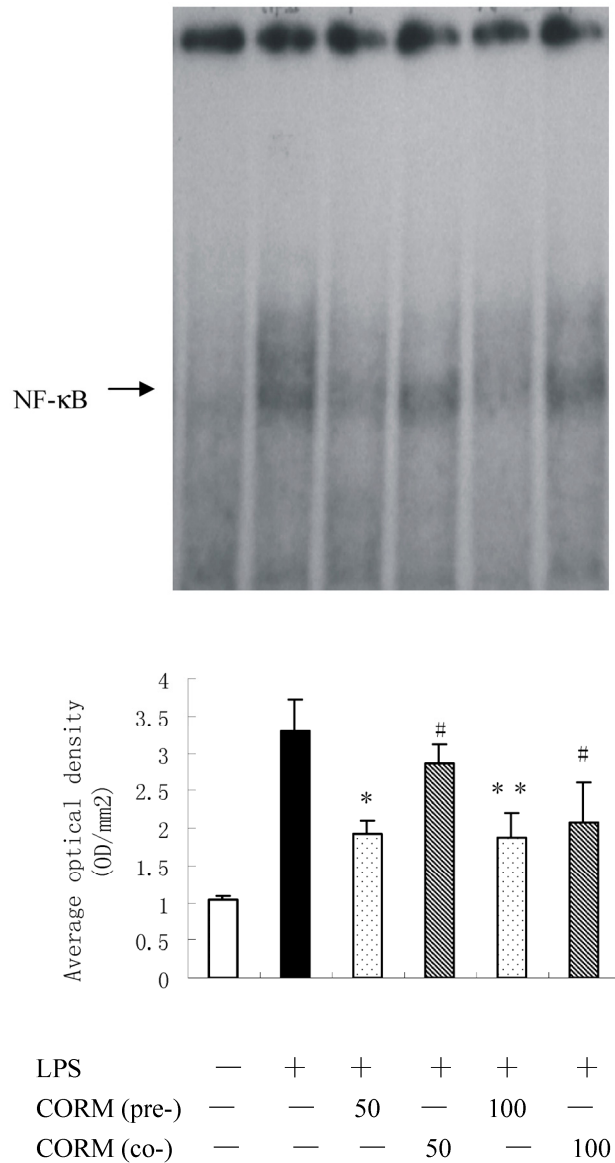 NF-κB
4
3.5
3
2.5
2
1.5
1
0.5
0
Average optical density
(OD/mm2)
*
#
* *
#
LPS — + + + + +
CORM (pre-) — — 50 — 100 —
CORM (co-) — — — 50 — 100